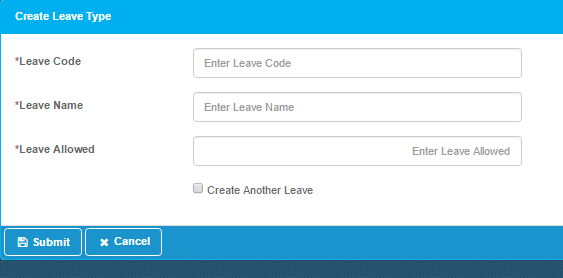 Create Leave Type
*Leave Code Enter Leave Code
*Leave Name Enter Leave Name
*Leave Allowed Enter Leave Allowed
Create Another Leave
Submit Cancel